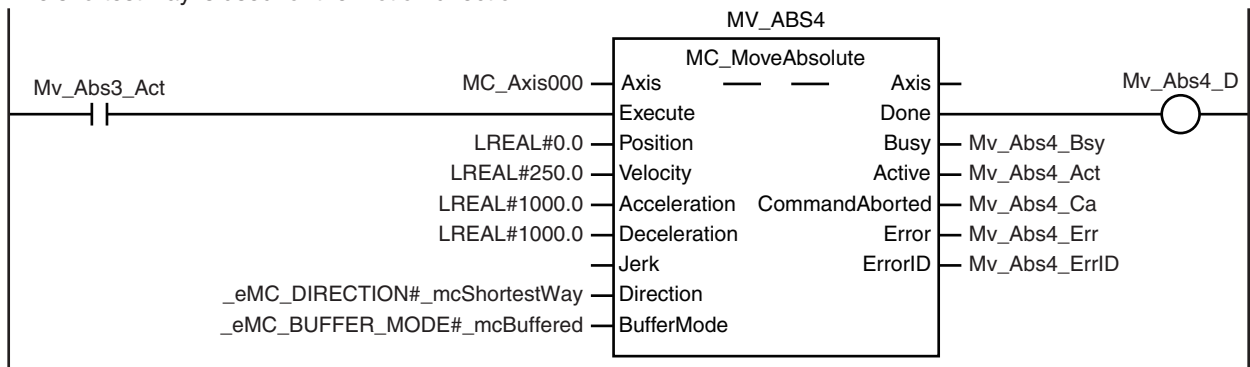 MV_ABS4
MC_MoveAbsolute
Mv_Abs3_Act MC_Axis000 Axis Axis Mv_Abs4_D
Execute Done
LREAL#0.0 Position Busy Mv_Abs4_Bsy
LREAL#250.0 Velocity Active Mv_Abs4_Act
LREAL#1000.0 Acceleration CommandAborted Mv_Abs4_Ca
LREAL#1000.0 Deceleration Error Mv_Abs4_Err
Jerk ErrorID Mv_Abs4_ErrID
_eMC_DIRECTION#_mcShortestWay Direction
_eMC_BUFFER_MODE#_mcBuffered BufferMode